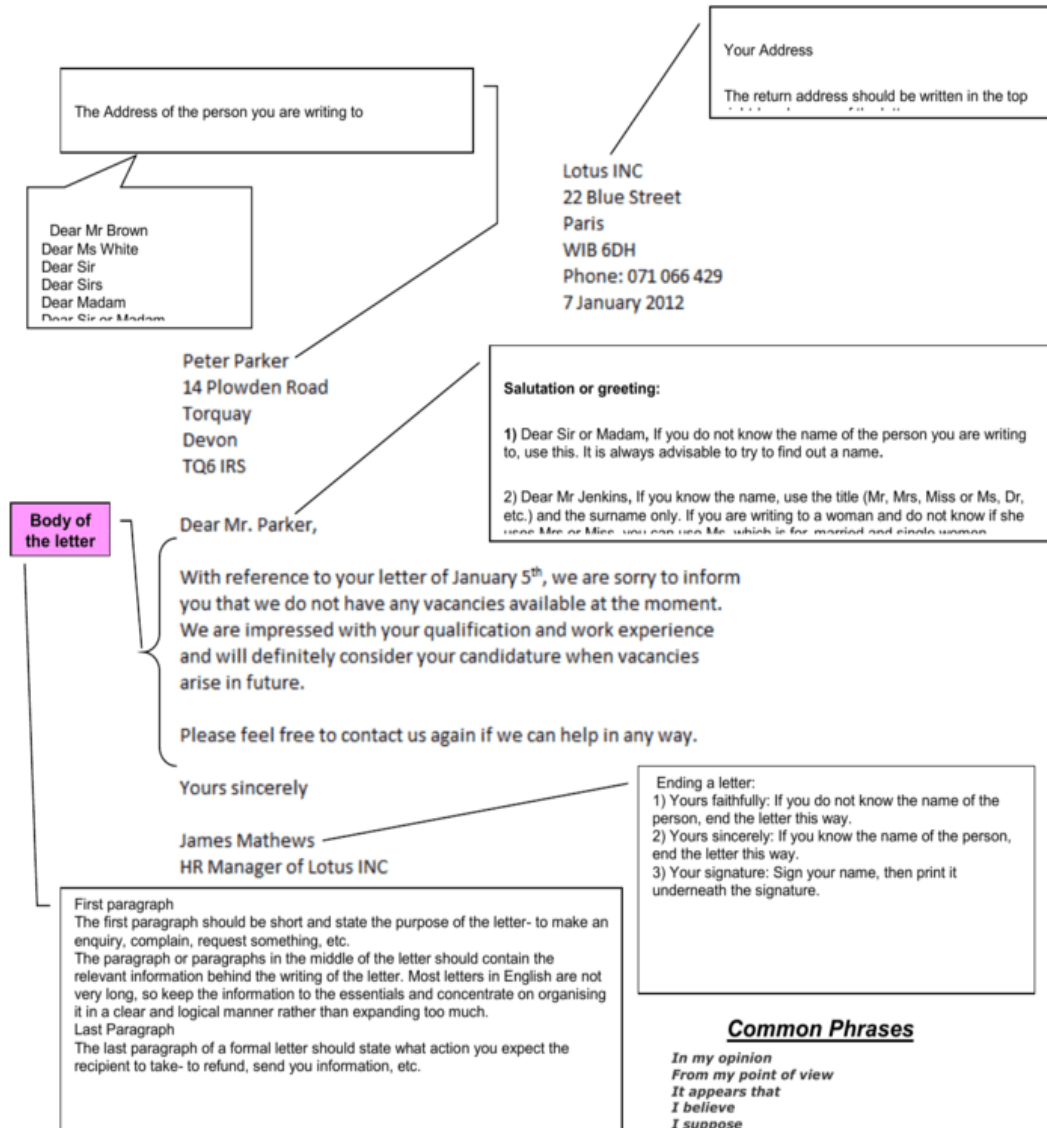 Your Address
The return address should be written in the top
The Address of the person you are writing to
Dear Mr Brown
Dear Ms White
Dear Sir
Dear Sirs
Dear Madam
Dear Sir or Madam
Lotus INC
22 Blue Street
Paris
WIB 6DH
Phone: 071 066 429
7 January 2012
Peter Parker
14 Plowden Road
Torquay
Devon
TQ6 IRS
Salutation or greeting:
1) Dear Sir or Madam, If you do not know the name of the person you are writing
to, use this. It is always advisable to try to find out a name.
2) Dear Mr Jenkins, If you know the name, use the title (Mr, Mrs, Miss or Ms, Dr,
etc.) and the surname only. If you are writing to a woman and do not know if she
uses Mrs or Miss, you can use Ms, which is for married and single women
Body of
the letter
Dear Mr. Parker,
With reference to your letter of January 5th, we are sorry to inform
you that we do not have any vacancies available at the moment.
We are impressed with your qualification and work experience
and will definitely consider your candidature when vacancies
arise in future.
Please feel free to contact us again if we can help in any way.
Yours sincerely
James Mathews
HR Manager of Lotus INC
Ending a letter:
1) Yours faithfully: If you do not know the name of the
person, end the letter this way.
2) Yours sincerely: If you know the name of the person,
end the letter this way.
3) Your signature: Sign your name, then print it
underneath the signature.
First paragraph
The first paragraph should be short and state the purpose of the letter- to make an
enquiry, complain, request something, etc.
The paragraph or paragraphs in the middle of the letter should contain the
relevant information behind the writing of the letter. Most letters in English are not
very long, so keep the information to the essentials and concentrate on organising
it in a clear and logical manner rather than expanding too much.
Last Paragraph
The last paragraph of a formal letter should state what action you expect the
recipient to take- to refund, send you information, etc.
Common Phrases
In my opinion
From my point of view
It appears that
I believe
I suppose